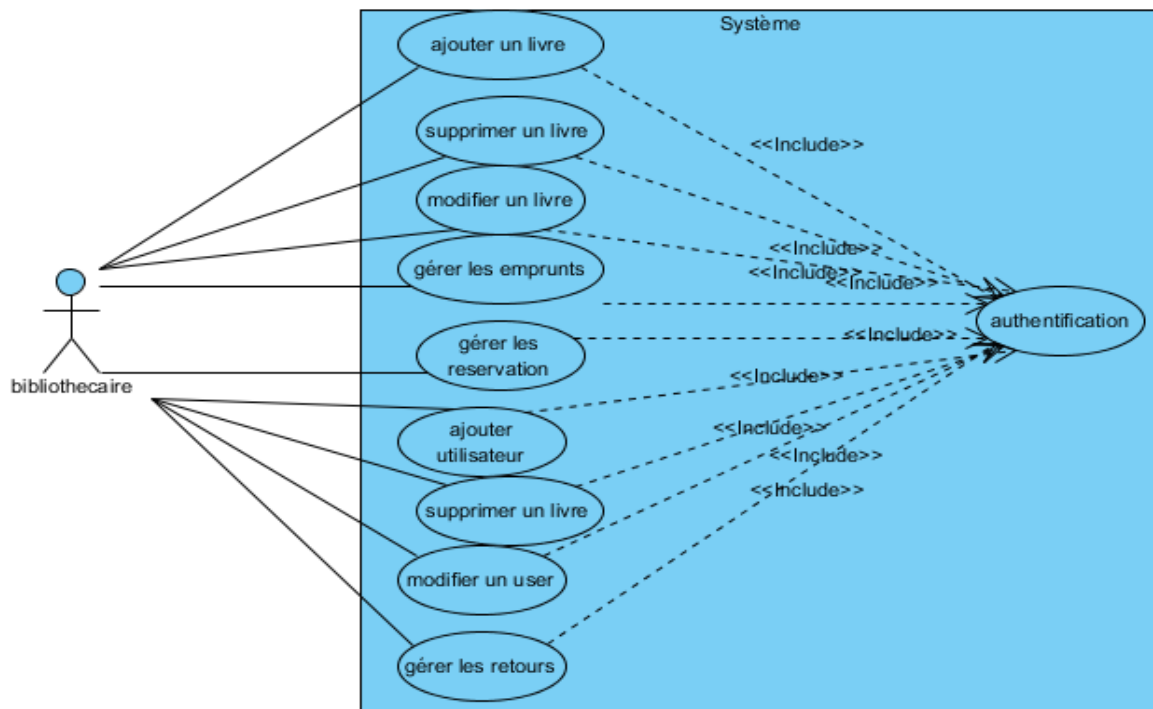 Système
ajouter un livre
supprimer un livre
<<Include>>
modifier un livre
<<Include>>
gérer les emprunts
<<Include>>
<<Include>>
bibliothecaire
authentification
gérer les
reservation
<<Include>>
<<Include>>
ajouter
utilisateur
<<Include>>
<<Include>>
supprimer un livre
<<Include>>
modifier un user
gérer les retours